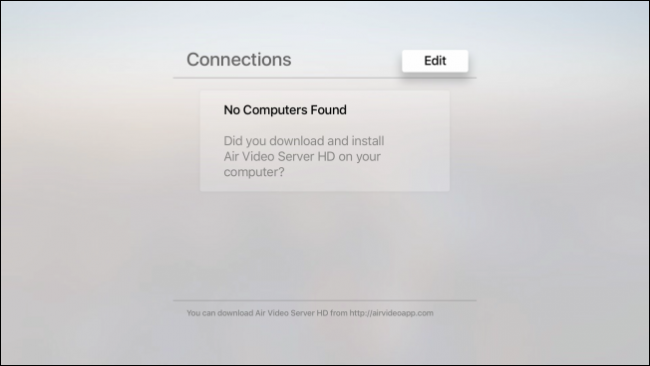 Connections
Edit
No Computers Found
Did you download and install
Air Video Server HD on your
computer?
You can download Air Video Server HD from http://airvideoapp.com